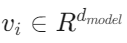 v_i ∈ R^{d_{model}}